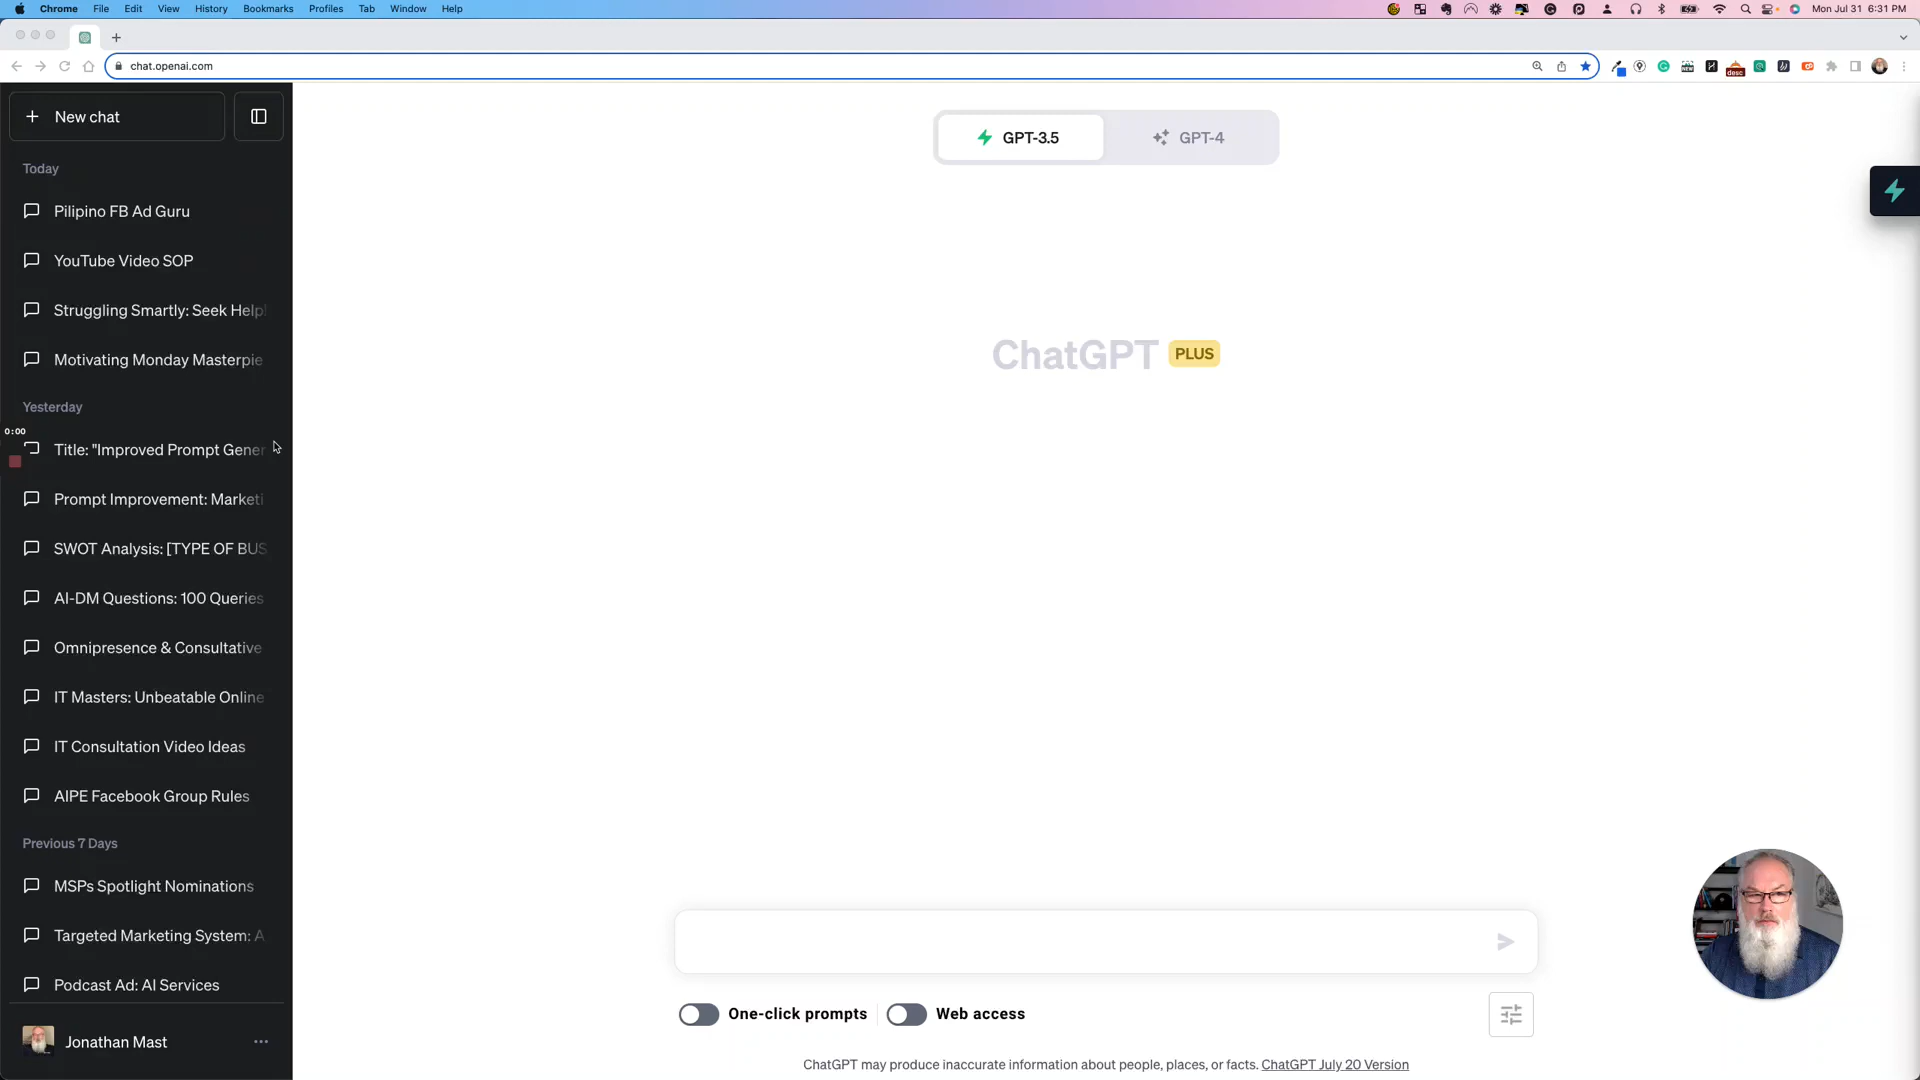 Chrome File Edit View History Bookmarks Profiles Tab Window Help
Mon Jul 31 6:31 PM
chat.openai.com
New chat
Today
Pilipino FB Ad Guru
YouTube Video SOP
Struggling Smartly: Seek Help!
Motivating Monday Masterpie
Yesterday
0:00
Title: "Improved Prompt Gener
Prompt Improvement: Marketi
SWOT Analysis: [TYPE OF BUS
AI-DM Questions: 100 Queries
Omnipresence & Consultative
IT Masters: Unbeatable Online
IT Consultation Video Ideas
AIPE Facebook Group Rules
Previous 7 Days
MSPs Spotlight Nominations
Targeted Marketing System: A
Podcast Ad: AI Services
Jonathan Mast
GPT-3.5
GPT-4
ChatGPT PLUS
One-click prompts
Web access
ChatGPT may produce inaccurate information about people, places, or facts. ChatGPT July 20 Version
desc